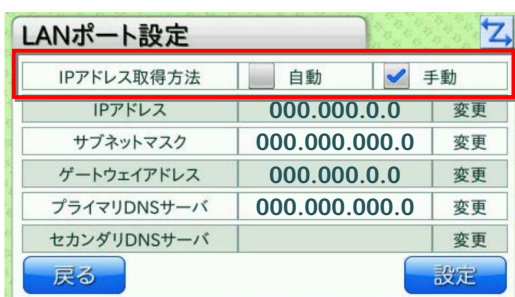 LANポート設定
IPアドレス取得方法 自動 手動
IPアドレス 000.000.0.0 変更
サブネットマスク 000.000.000.0 変更
ゲートウェイアドレス 000.000.0.0 変更
プライマリDNSサーバ 000.000.000.0 変更
セカンダリDNSサーバ 変更
戻る 設定